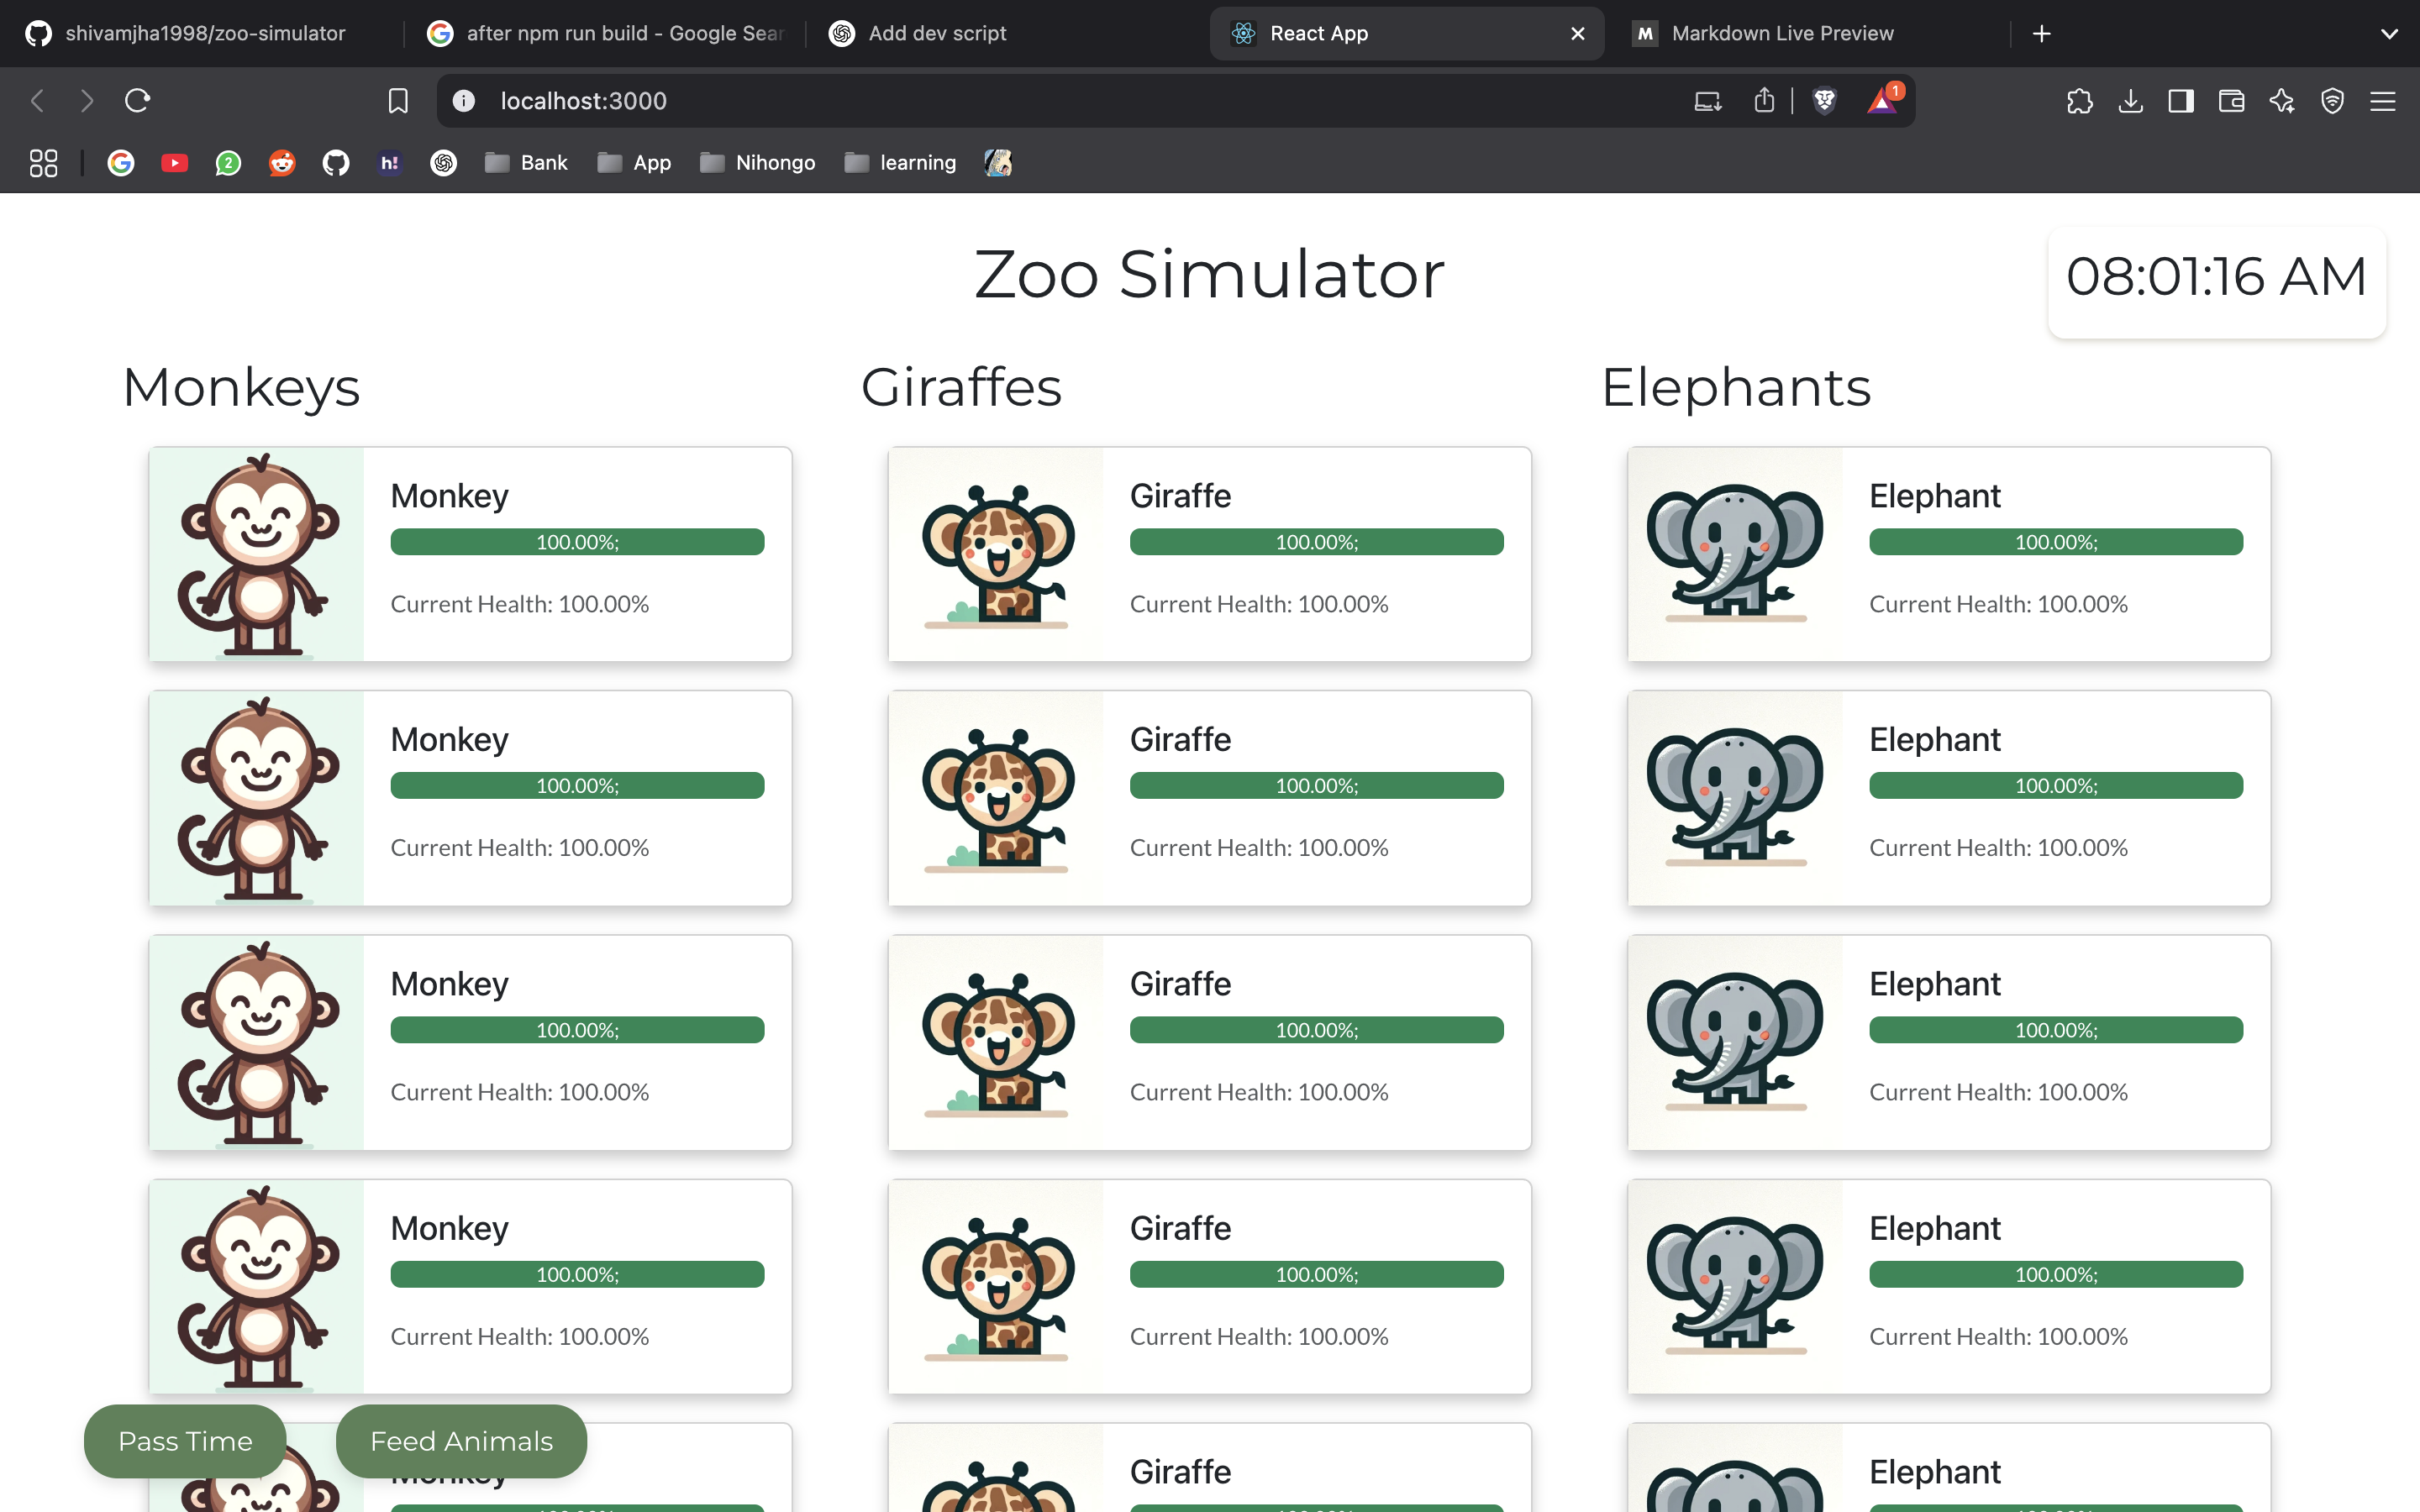 shivamjha1998/zoo-simulator
after npm run build - Google Sear
Add dev script
React App
M
Markdown Live Preview
localhost:3000
1
2
h!
Bank
App
Nihongo
learning
Zoo Simulator
08:01:16 AM
Monkeys
Giraffes
Elephants
Monkey
100.00%;
Current Health: 100.00%
Giraffe
100.00%;
Current Health: 100.00%
Elephant
100.00%;
Current Health: 100.00%
Monkey
100.00%;
Current Health: 100.00%
Giraffe
100.00%;
Current Health: 100.00%
Elephant
100.00%;
Current Health: 100.00%
Monkey
100.00%;
Current Health: 100.00%
Giraffe
100.00%;
Current Health: 100.00%
Elephant
100.00%;
Current Health: 100.00%
Monkey
100.00%;
Current Health: 100.00%
Giraffe
100.00%;
Current Health: 100.00%
Elephant
100.00%;
Current Health: 100.00%
Pass Time
Feed Animals
Monkey
Giraffe
Elephant